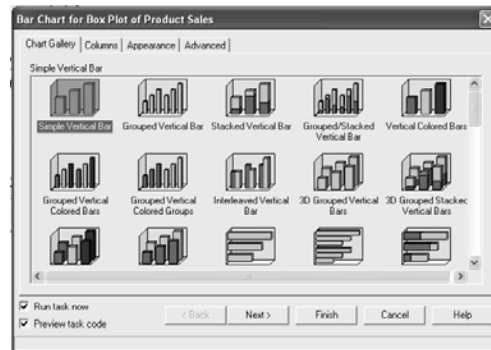 Bar Chart for Box Plot of Product Sales
Chart Gallery Columns Appearance Advanced
Simple Vertical Bar
Simple Vertical Bar Grouped Vertical Bar Stacked Vertical Bar Grouped/Stacked Vertical Bar Vertical Colored Bars
Grouped Vertical Colored Bars Grouped Vertical Colored Groups Interleaved Vertical Bar 3D Grouped Vertical Bars 3D Grouped Stacked Vertical Bars
Run task now
Preview task code
< Back Next > Finish Cancel Help